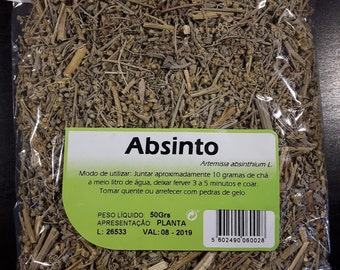 Absinto
Artemisia absinthium L.
Modo de utilizar: Juntar aproximadamente 10 gramas de chá
a meio litro de água, deixar ferver 3 a 5 minutos e coar.
Tomar quente ou arrefecer com pedras de gelo
PESO LÍQUIDO 50Grs
APRESENTAÇÃO PLANTA
L: 26533 VAL: 08 - 2019
5 602490 060028